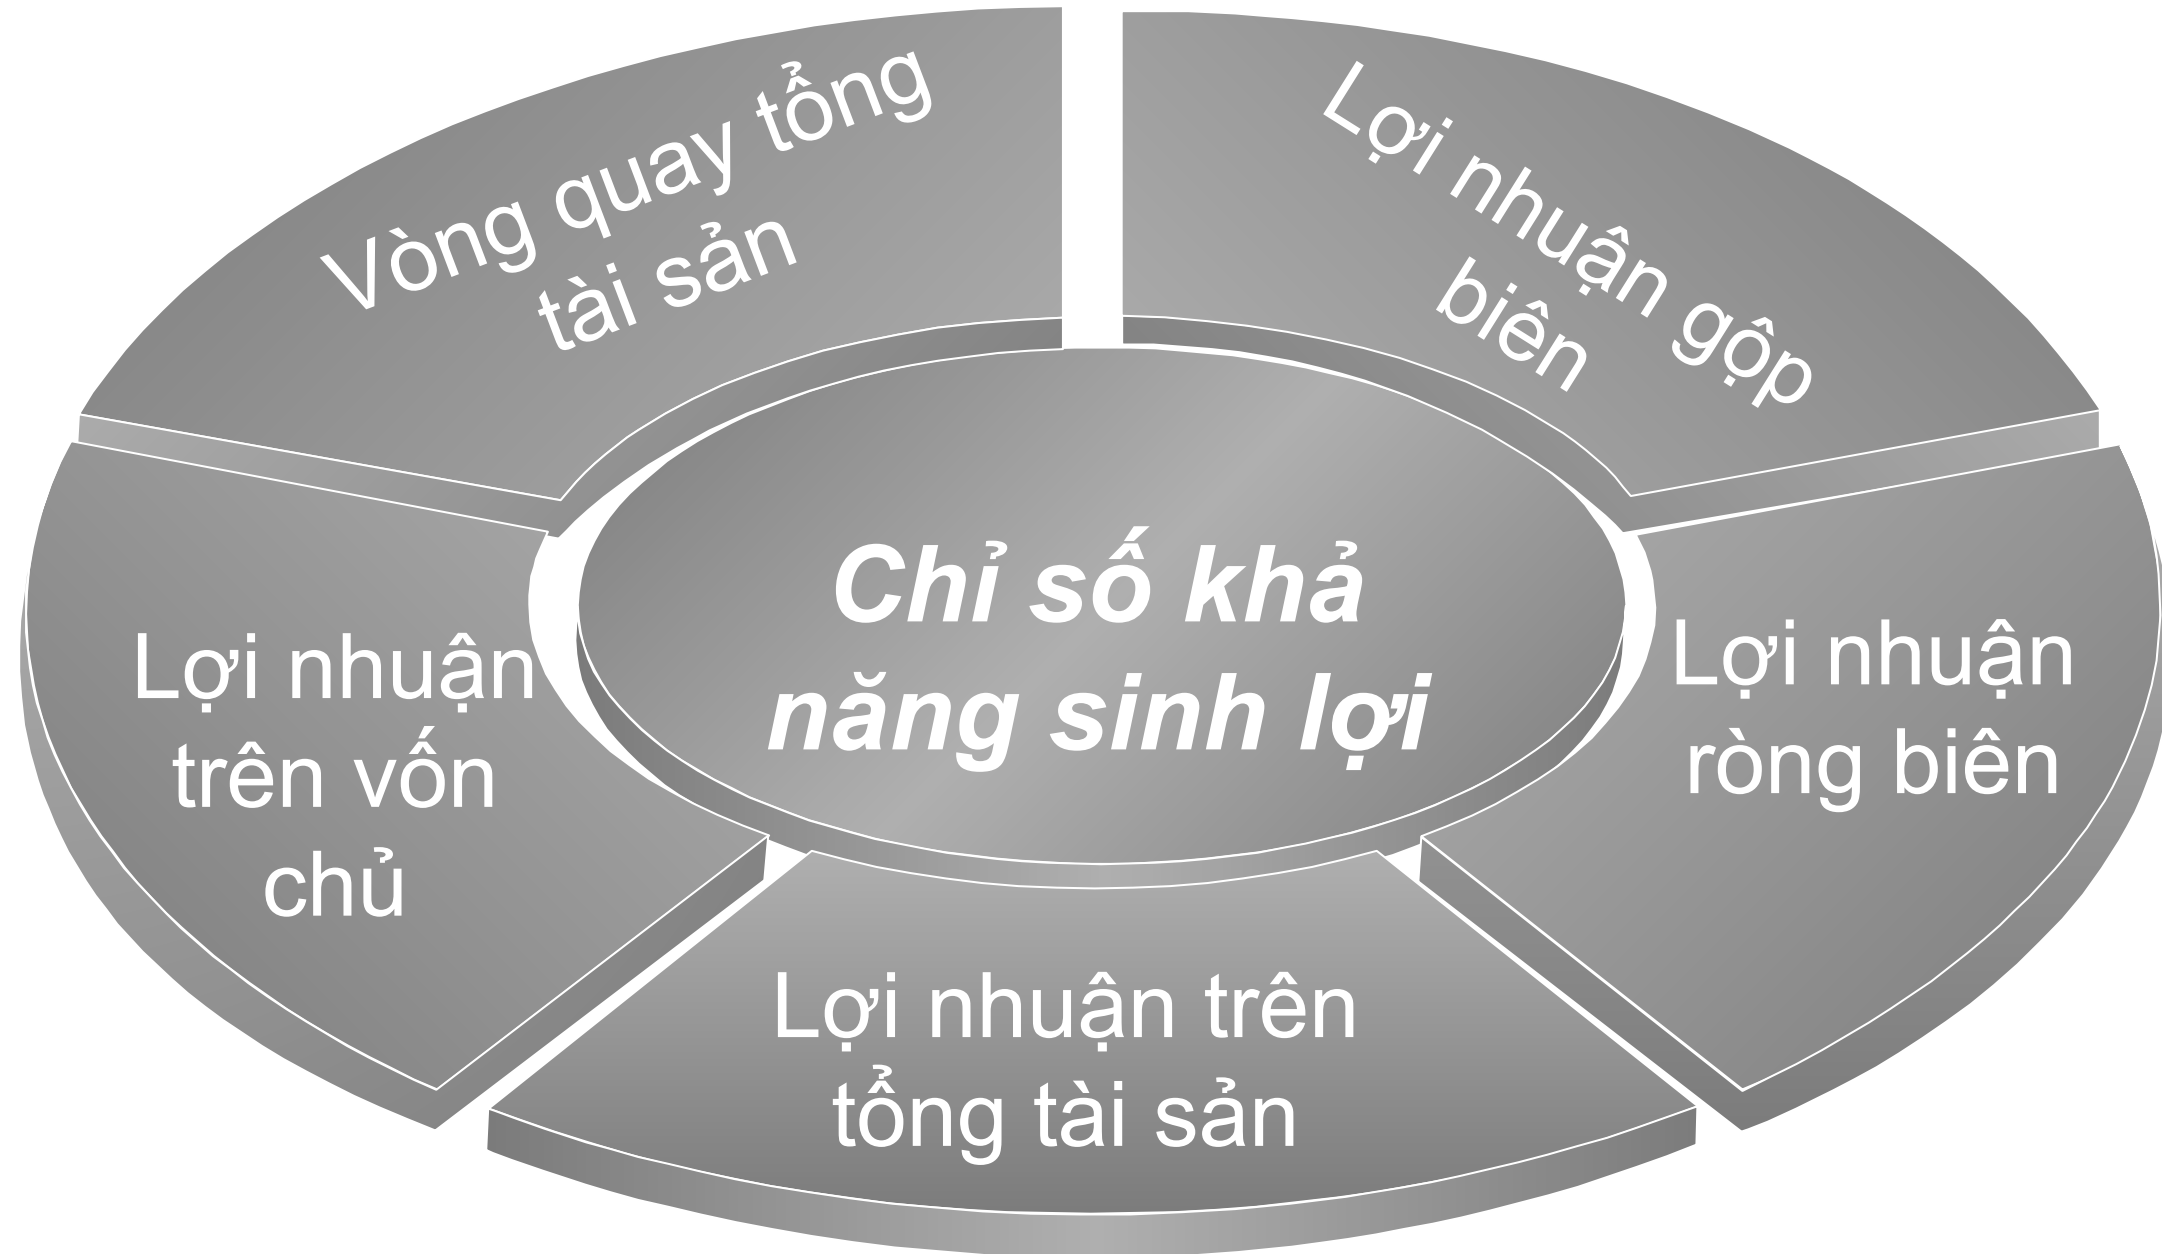 Vòng quay tổng
tài sản
Lợi nhuận gộp
biên
Chỉ số khả
năng sinh lợi
Lợi nhuận
trên vốn
chủ
Lợi nhuận
ròng biên
Lợi nhuận trên
tổng tài sản